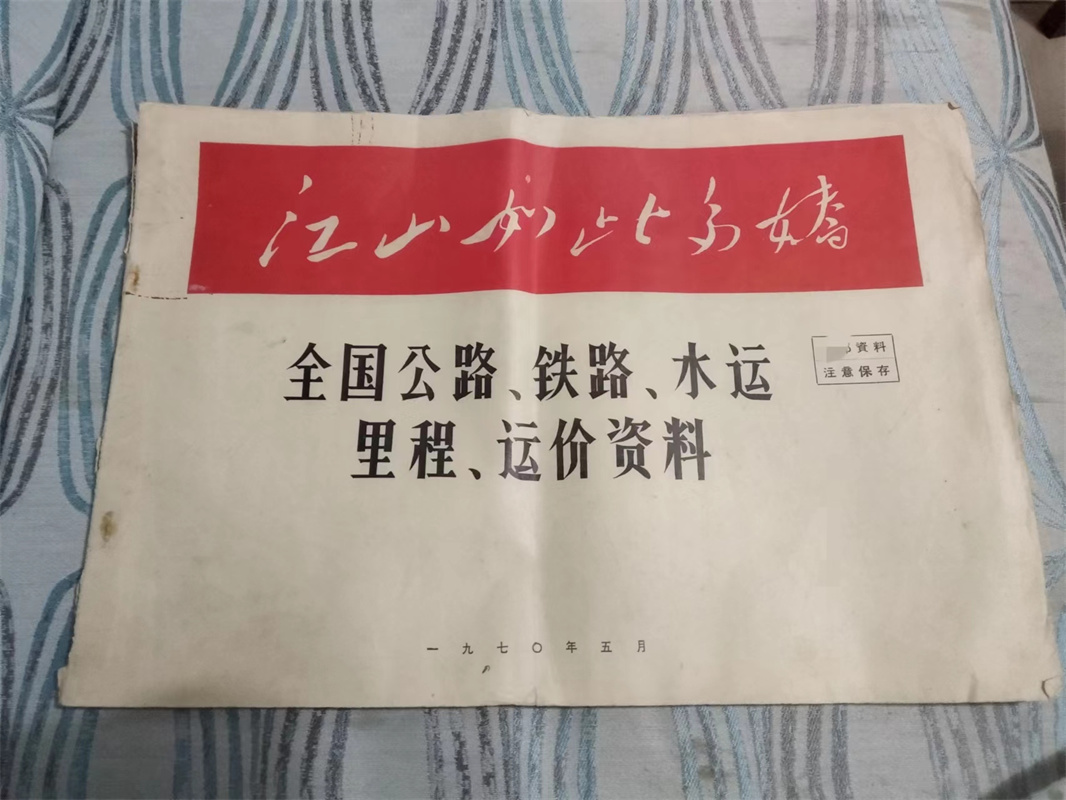 江山如此多娇
全国公路、铁路、水运
里程、运价资料
資料
注意保存
一九七〇年五月